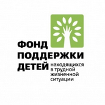 ФОНД
ПОДДЕРЖКИ
ДЕТЕЙ
находящихся
в трудной
жизненной
ситуации